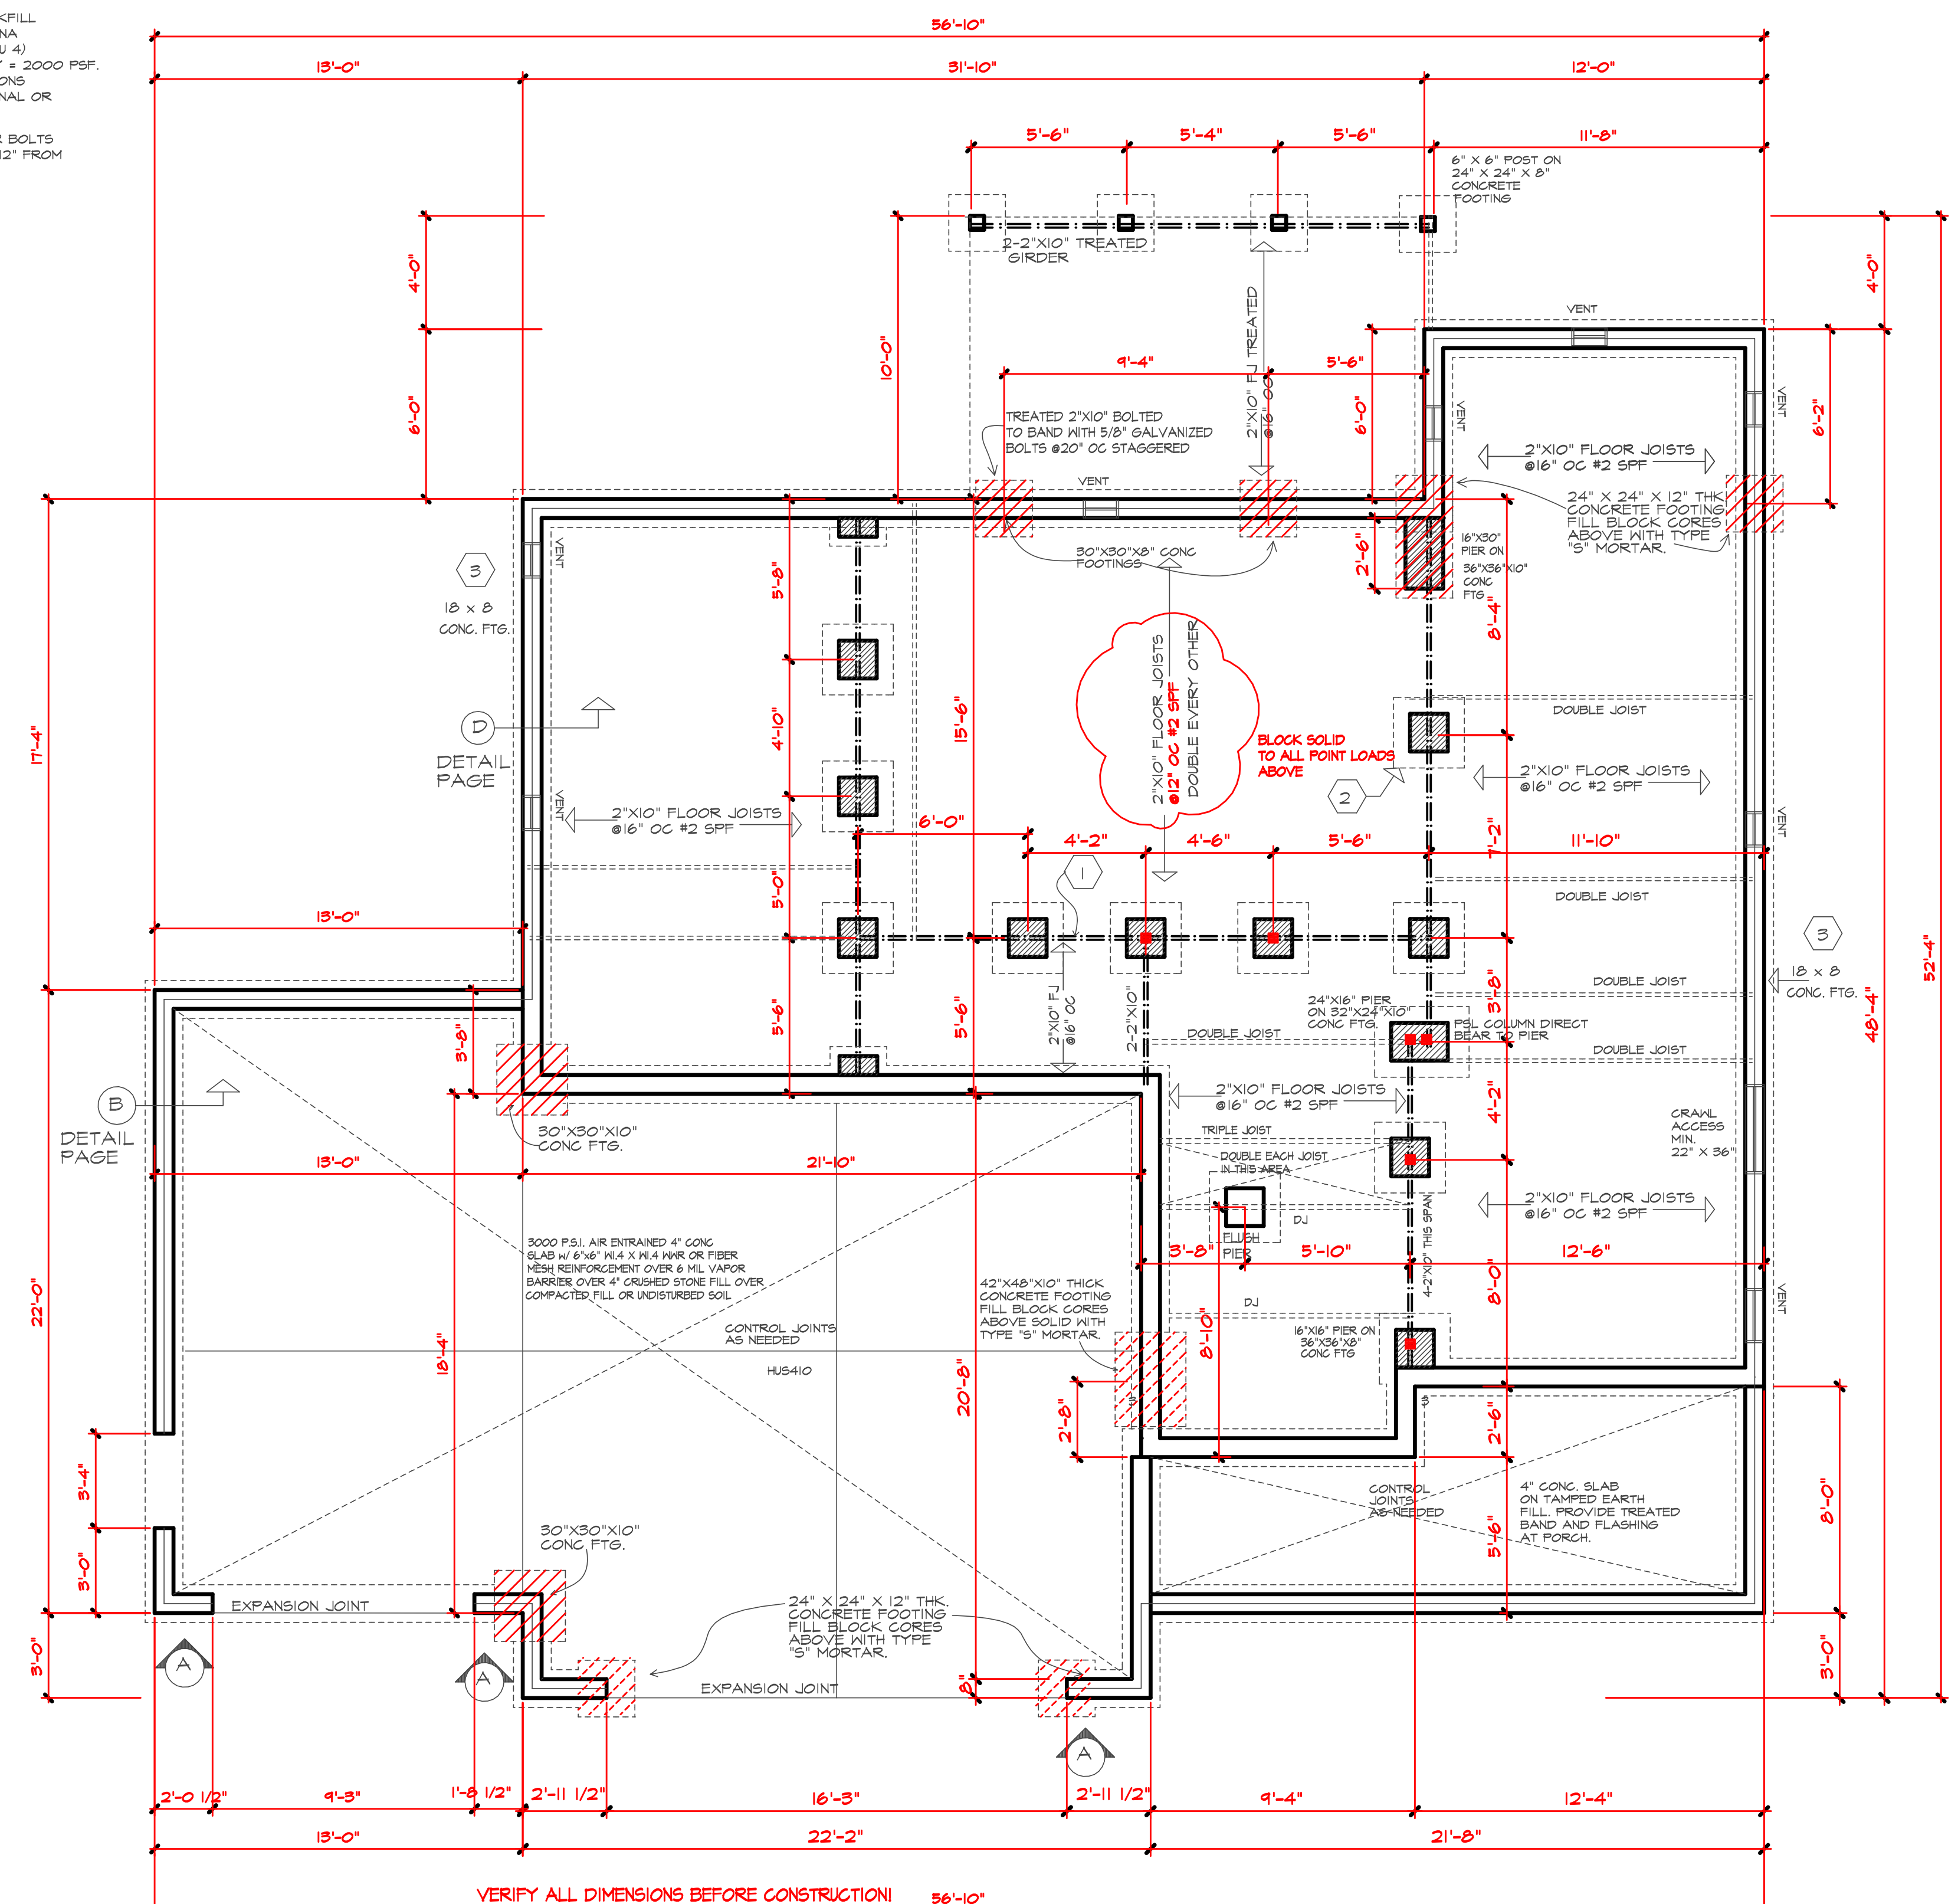 KFILL
NA
U 4)
Y = 2000 PSF.
ONS
NAL OR
R BOLTS
12" FROM
56'-10"
13'-0"
31'-10"
12'-0"
5'-6"
5'-4"
5'-6"
11'-8"
6" X 6" POST ON
24" X 24" X 8"
CONCRETE
FOOTING
2-2"X10" TREATED
GIRDER
4'-0"
6'-0"
10'-0"
2"X10" FJ TREATED
@16" OC
9'-4"
5'-6"
6'-0"
VENT
VENT
VENT
4'-0"
6'-2"
TREATED 2"X10" BOLTED
TO BAND WITH 5/8" GALVANIZED
BOLTS @20" OC STAGGERED
VENT
2"X10" FLOOR JOISTS
@16" OC #2 SPF
24" X 24" X 12" THK
CONCRETE FOOTING
FILL BLOCK CORES
ABOVE WITH TYPE
"S" MORTAR.
16"X30"
PIER ON
36"X36"X10"
CONC
FTG
2'-6"
8'-4"
30"X30"X8" CONC
FOOTINGS
3
18 x 8
CONC. FTG.
VENT
5'-8"
17'-4"
D
DETAIL
PAGE
4'-10"
15'-6"
2"X10" FLOOR JOISTS
@12" OC #2 SPF
DOUBLE EVERY OTHER
BLOCK SOLID
TO ALL POINT LOADS
ABOVE
2
DOUBLE JOIST
2"X10" FLOOR JOISTS
@16" OC #2 SPF
VENT
2"X10" FLOOR JOISTS
@16" OC #2 SPF
6'-0"
4'-2"
4'-6"
5'-6"
7'-2"
11'-10"
VENT
1
5'-0"
DOUBLE JOIST
13'-0"
3
18 x 8
CONC. FTG.
52'-4"
48'-4"
3'-8"
5'-6"
5'-6"
2"X10" FJ
@16" OC
2-2"X10"
DOUBLE JOIST
24"X16" PIER
ON 32"X24"X10"
CONC FTG.
3'-8"
PSL COLUMN DIRECT
BEAR TO PIER
DOUBLE JOIST
DOUBLE JOIST
B
DETAIL
PAGE
30"X30"X10"
CONC FTG.
2"X10" FLOOR JOISTS
@16" OC #2 SPF
4'-2"
CRAWL
ACCESS
MIN.
22" X 36"
TRIPLE JOIST
DOUBLE EACH JOIST
IN THIS AREA
13'-0"
21'-10"
2"X10" FLOOR JOISTS
@16" OC #2 SPF
DJ
FLUSH
PIER
4-2"X10" THIS SPAN
3'-8"
5'-10"
12'-6"
3000 P.S.I. AIR ENTRAINED 4" CONC
SLAB W/ 6"x6" W1.4 X W1.4 WWR OR FIBER
MESH REINFORCEMENT OVER 6 MIL VAPOR
BARRIER OVER 4" CRUSHED STONE FILL OVER
COMPACTED FILL OR UNDISTURBED SOIL
22'-0"
42"X48"X10" THICK
CONCRETE FOOTING
FILL BLOCK CORES
ABOVE SOLID WITH
TYPE "S" MORTAR.
DJ
8'-0"
VENT
CONTROL JOINTS
AS NEEDED
HUS410
18'-4"
20'-8"
8'-10"
16"X16" PIER ON
36"X36"X8"
CONC FTG
2'-8"
2'-6"
3'-4"
CONTROL
JOINTS
AS NEEDED
4" CONC. SLAB
ON TAMPED EARTH
FILL. PROVIDE TREATED
BAND AND FLASHING
AT PORCH.
5'-6"
8'-0"
30"X30"X10"
CONC FTG.
3'-0"
EXPANSION JOINT
24" X 24" X 12" THK.
CONCRETE FOOTING
FILL BLOCK CORES
ABOVE WITH TYPE
"S" MORTAR.
3'-0"
A
A
EXPANSION JOINT
8"
3'-0"
A
2'-0 1/2"
9'-3"
1'-8 1/2"
2'-11 1/2"
16'-3"
2'-11 1/2"
9'-4"
12'-4"
13'-0"
22'-2"
21'-8"
VERIFY ALL DIMENSIONS BEFORE CONSTRUCTION!
56'-10"